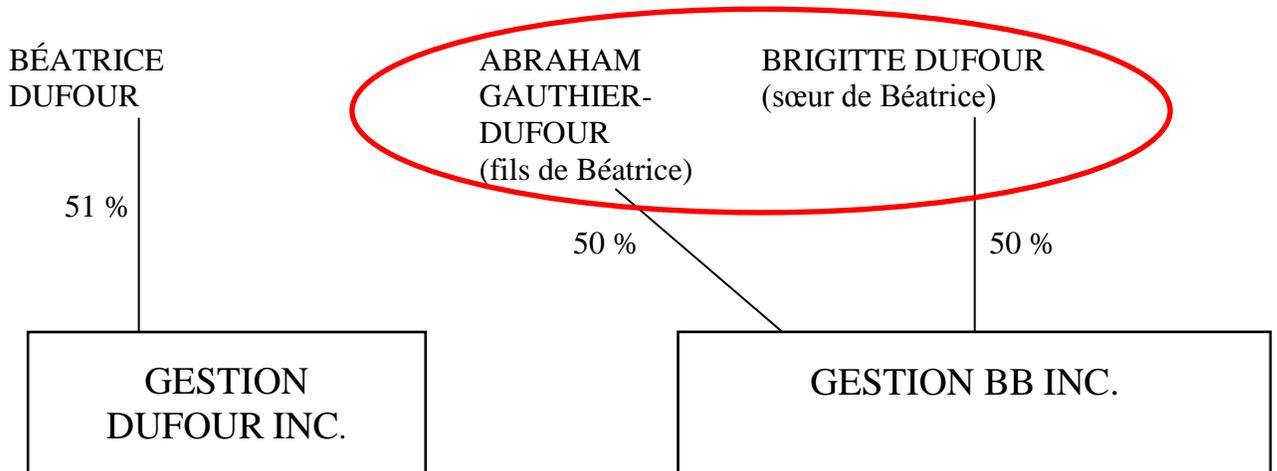 BÉATRICE
DUFOUR
ABRAHAM
GAUTHIER-
DUFOUR
(fils de Béatrice)
BRIGITTE DUFOUR
(sœur de Béatrice)
51 %
50 %
50 %
GESTION
DUFOUR INC.
GESTION BB INC.